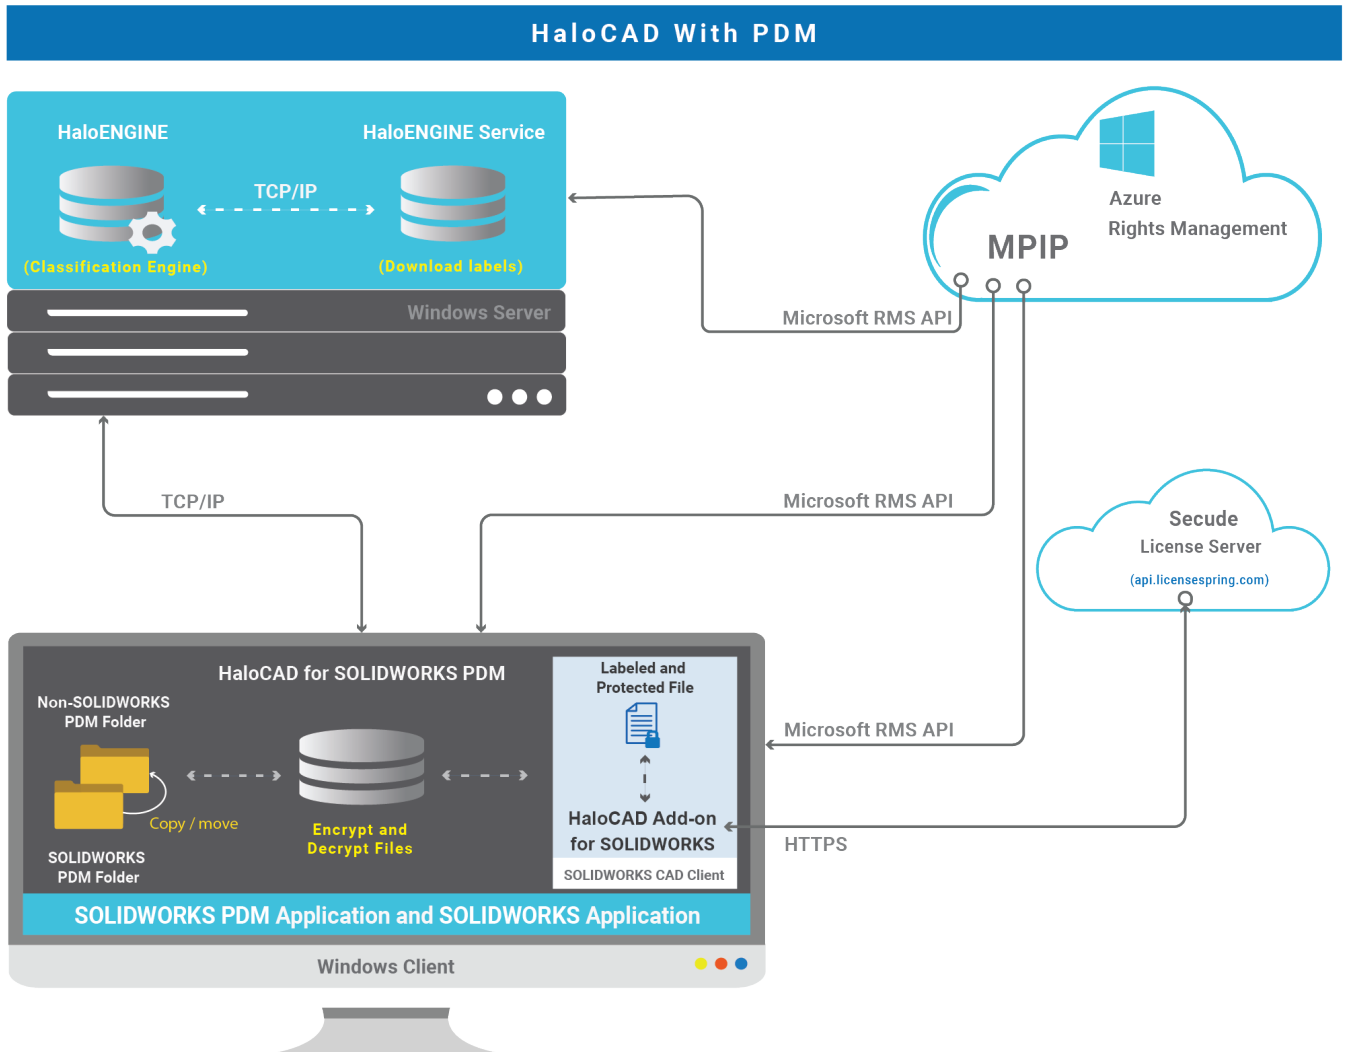 HaloCAD With PDM
HaloENGINE
HaloENGINE Service
TCP/IP
(Classification Engine)
(Download labels)
Windows Server
Azure
Rights Management
MPIP
Microsoft RMS API
TCP/IP
Microsoft RMS API
Secude
License Server
(api.licensespring.com)
HaloCAD for SOLIDWORKS PDM
Non-SOLIDWORKS
PDM Folder
Copy / move
SOLIDWORKS
PDM Folder
Encrypt and
Decrypt Files
Labeled and
Protected File
HaloCAD Add-on
for SOLIDWORKS
SOLIDWORKS CAD Client
Microsoft RMS API
HTTPS
SOLIDWORKS PDM Application and SOLIDWORKS Application
Windows Client